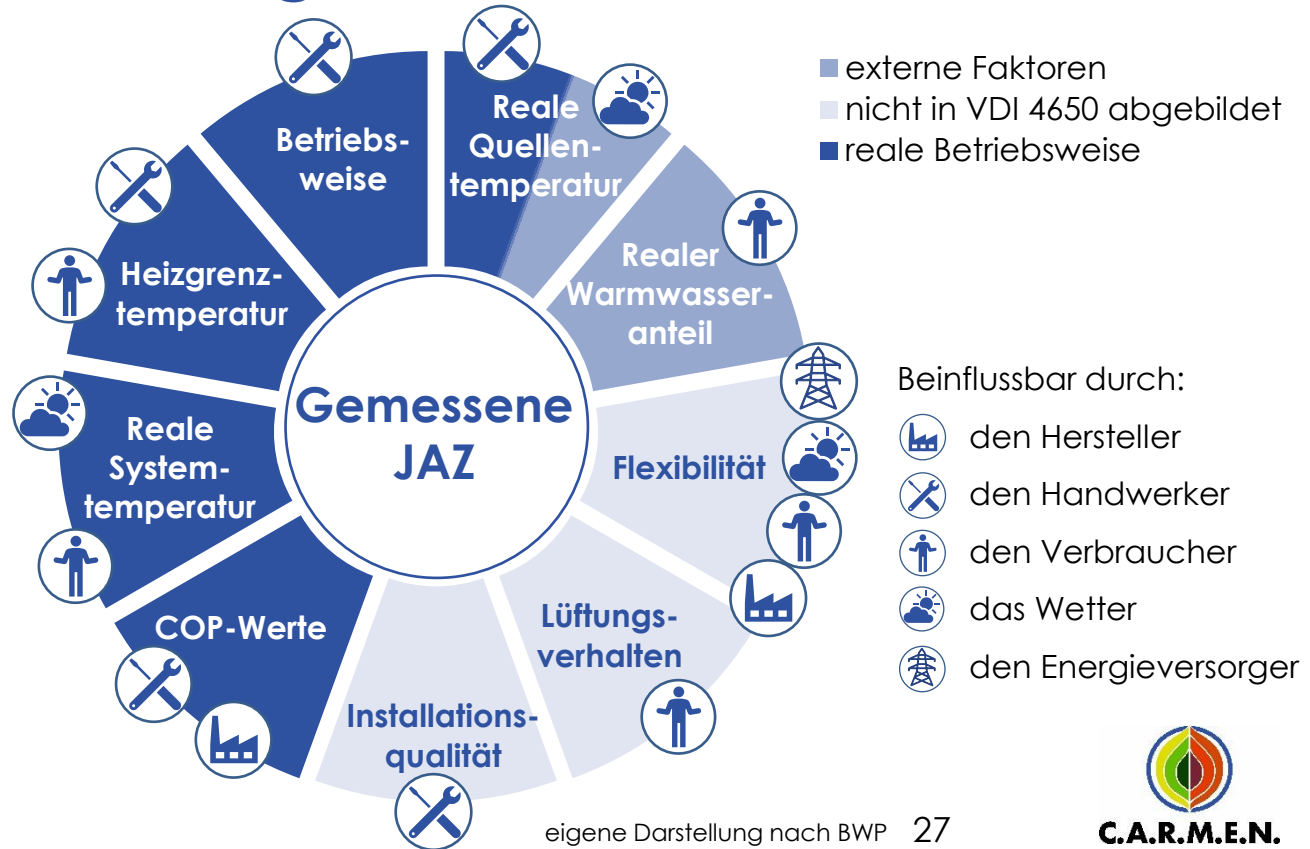 Betriebs-
weise
Reale
Quellen-
temperatur
Realer
Warmwasser-
anteil
Flexibilität
Lüftungs-
verhalten
Installations-
qualität
COP-Werte
Reale
System-
temperatur
Heizgrenz-
temperatur
Gemessene
JAZ
externe Faktoren
nicht in VDI 4650 abgebildet
reale Betriebsweise
Beinflussbar durch:
den Hersteller
den Handwerker
den Verbraucher
das Wetter
den Energieversorger
eigene Darstellung nach BWP 27
C.A.R.M.E.N.